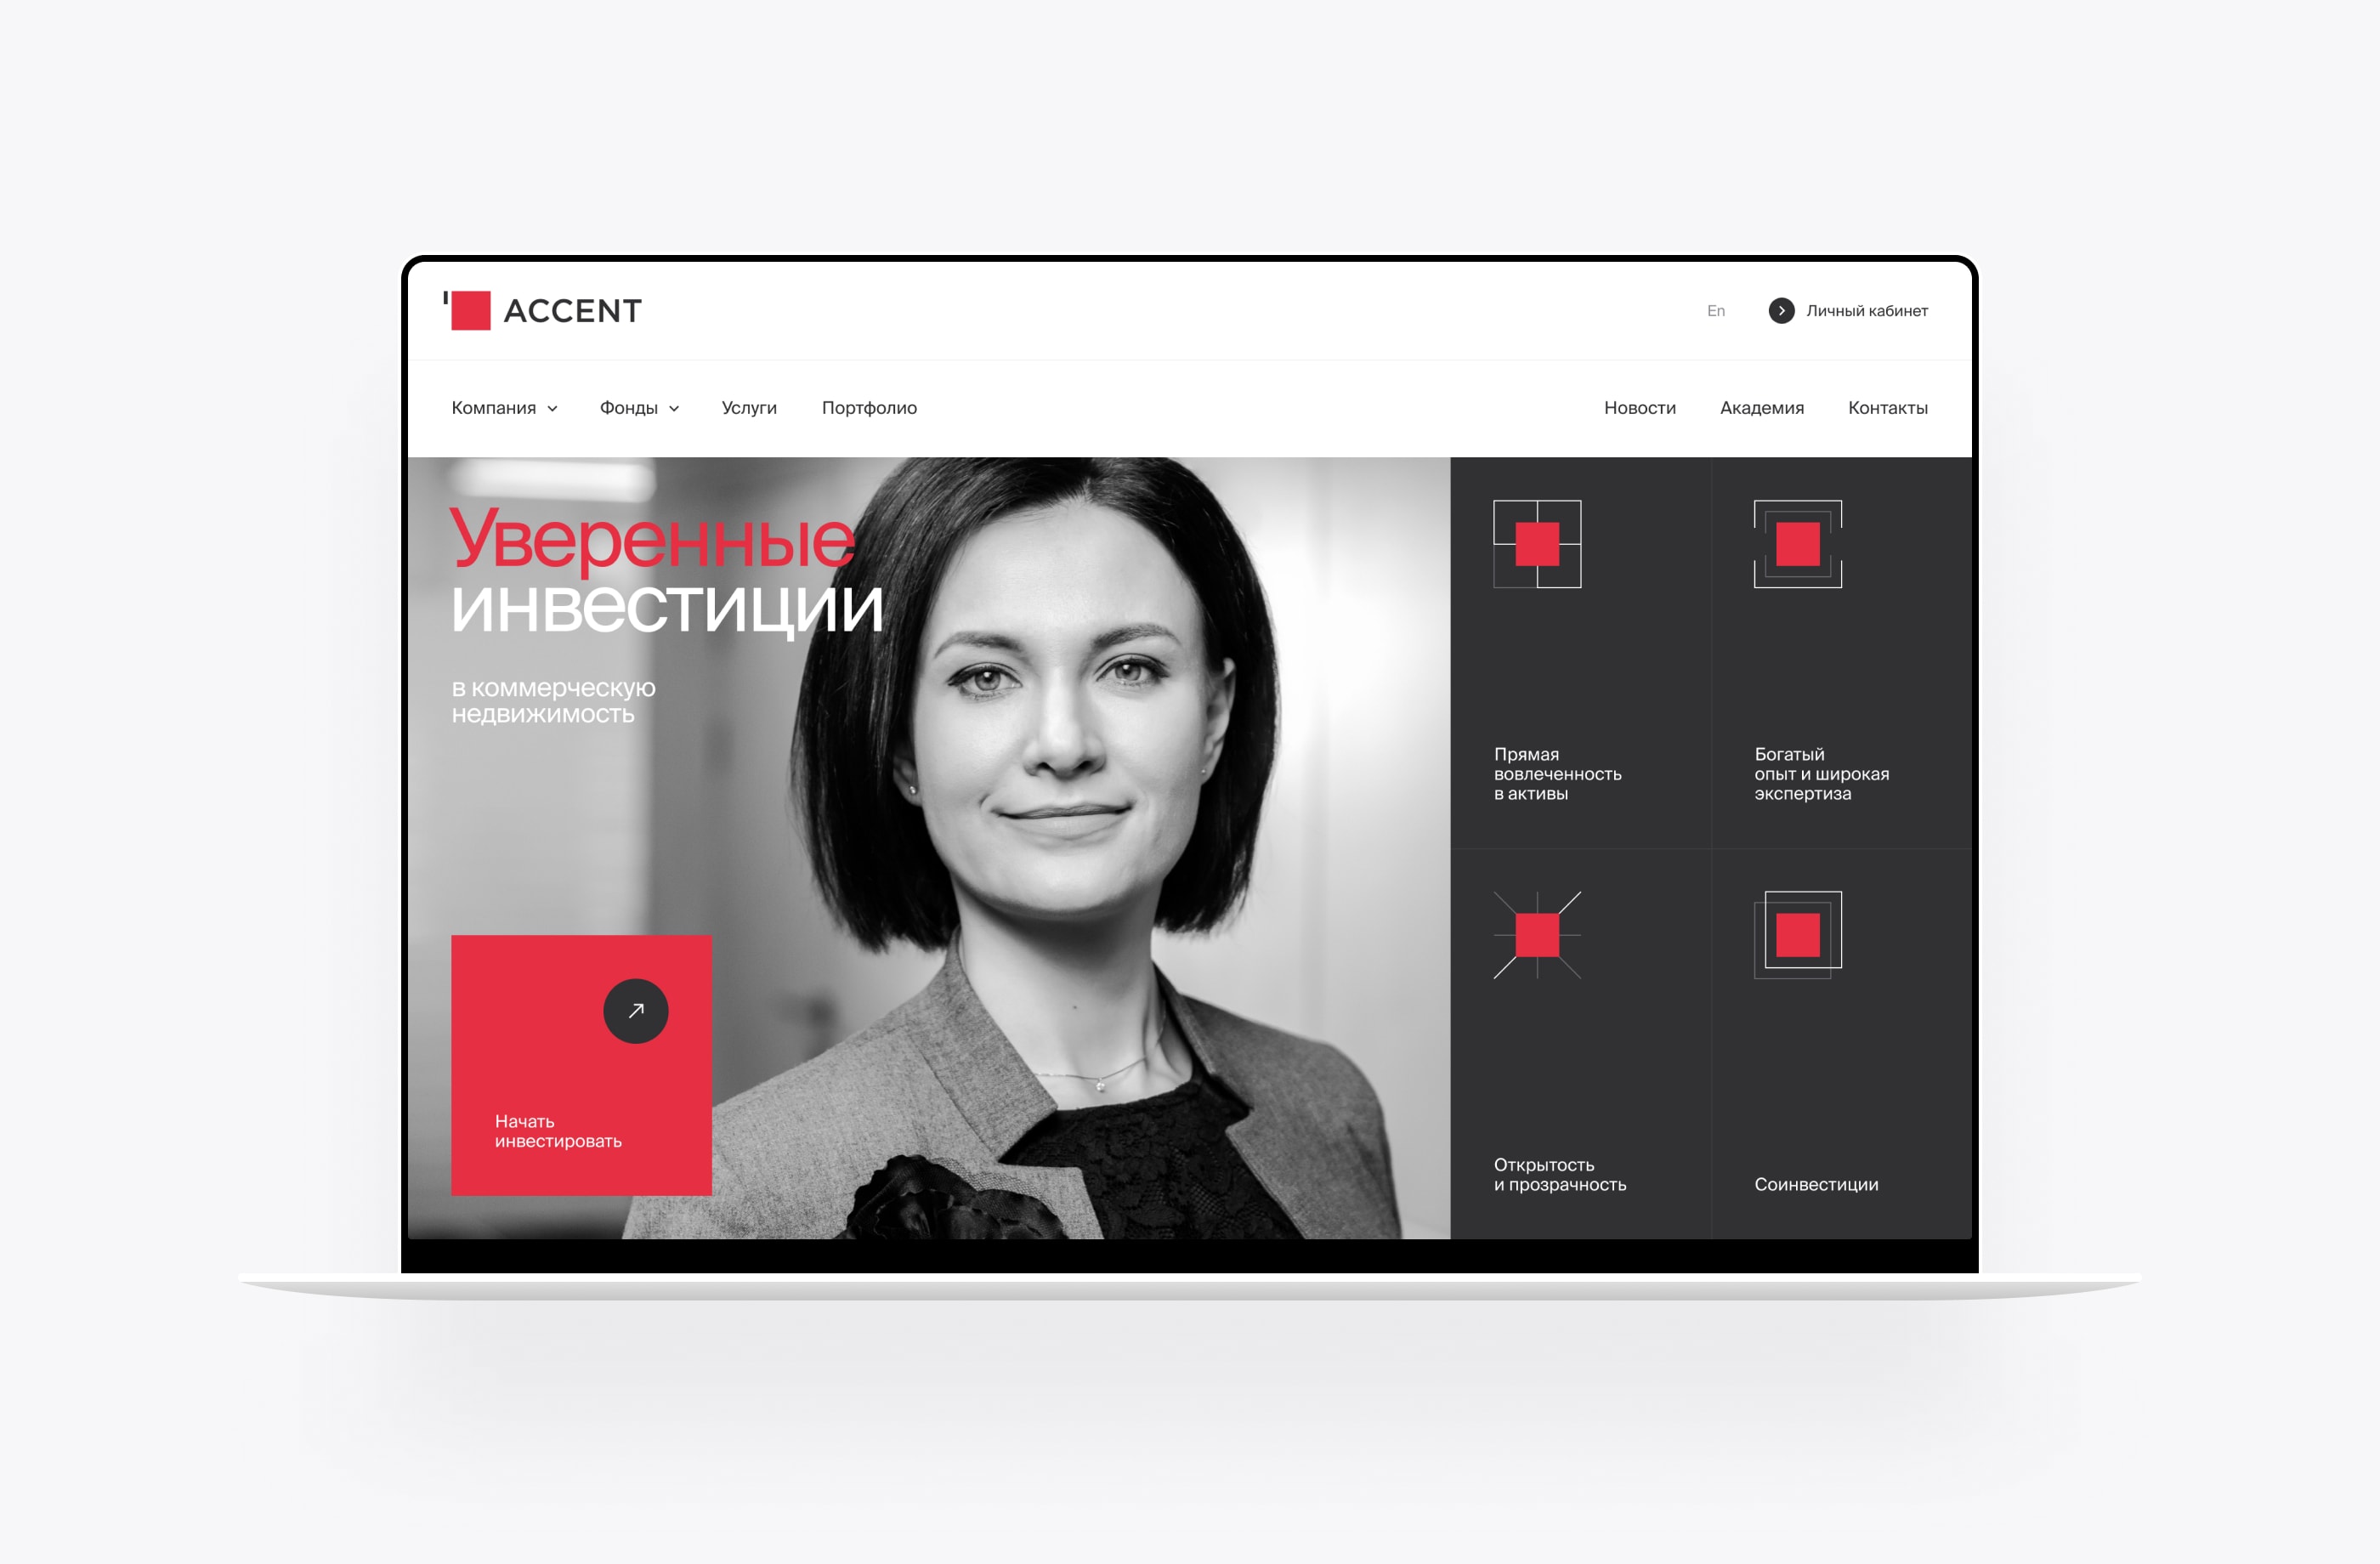 ACCENT
En
Личный кабинет
Компания
Фонды
Услуги
Портфолио
Новости
Академия
Контакты
Уверенные
инвестиции
в коммерческую
недвижимость
Начать
инвестировать
Прямая
вовлеченность
в активы
Богатый
опыт и широкая
экспертиза
Открытость
и прозрачность
Соинвестиции